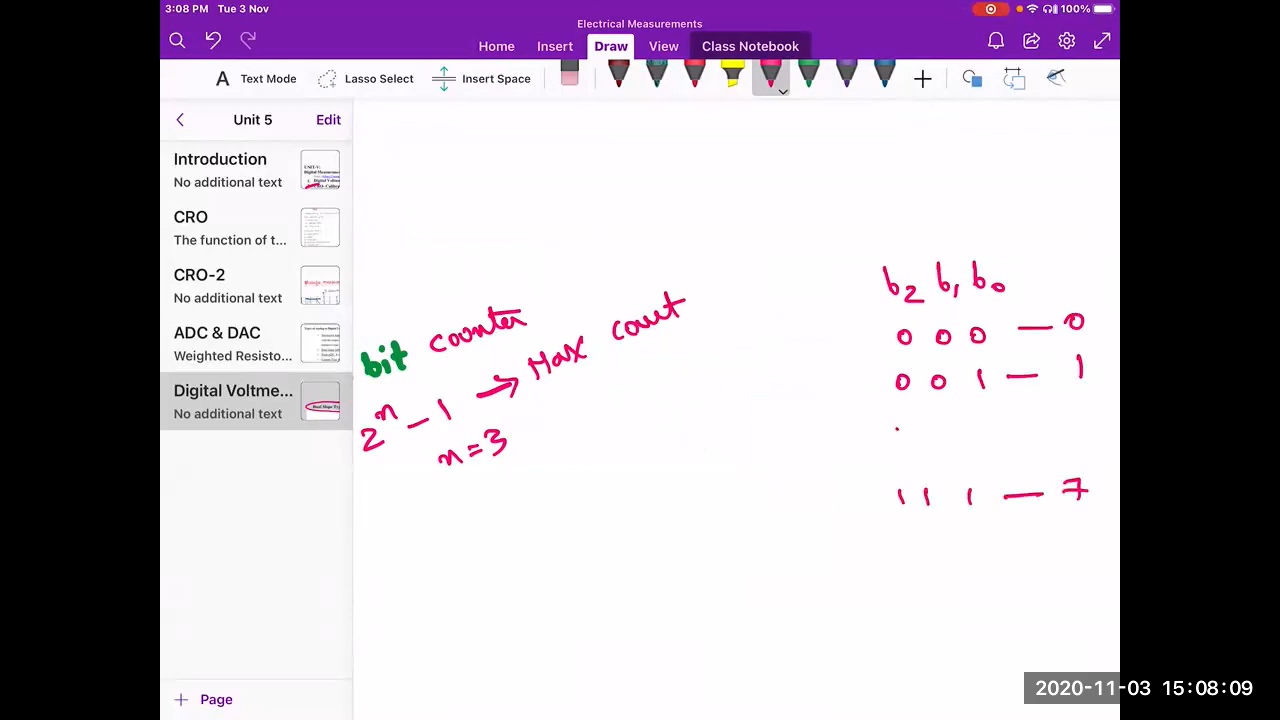 3:08 PM Tue 3 Nov
100%
Electrical Measurements
Home Insert Draw View Class Notebook
A Text Mode Lasso Select Insert Space
Unit 5 Edit
Introduction
No additional text
CRO
The function of t...
CRO-2
No additional text
ADC & DAC
Weighted Resisto...
Digital Voltme...
No additional text
Page
bit counter
2^n - 1 → Max count
n = 3
b2 b1 b0
0 0 0 — 0
0 0 1 — 1
.
1 1 1 — 7
2020-11-03 15:08:09